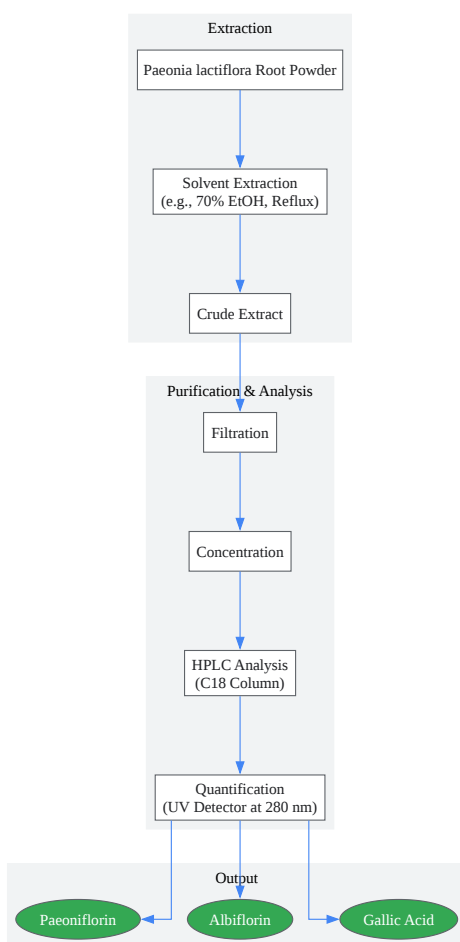 Extraction
Paeonia lactiflora Root Powder
Solvent Extraction
(e.g., 70% EtOH, Reflux)
Crude Extract
Purification & Analysis
Filtration
Concentration
HPLC Analysis
(C18 Column)
Quantification
(UV Detector at 280 nm)
Output
Paeoniflorin
Albiflorin
Gallic Acid